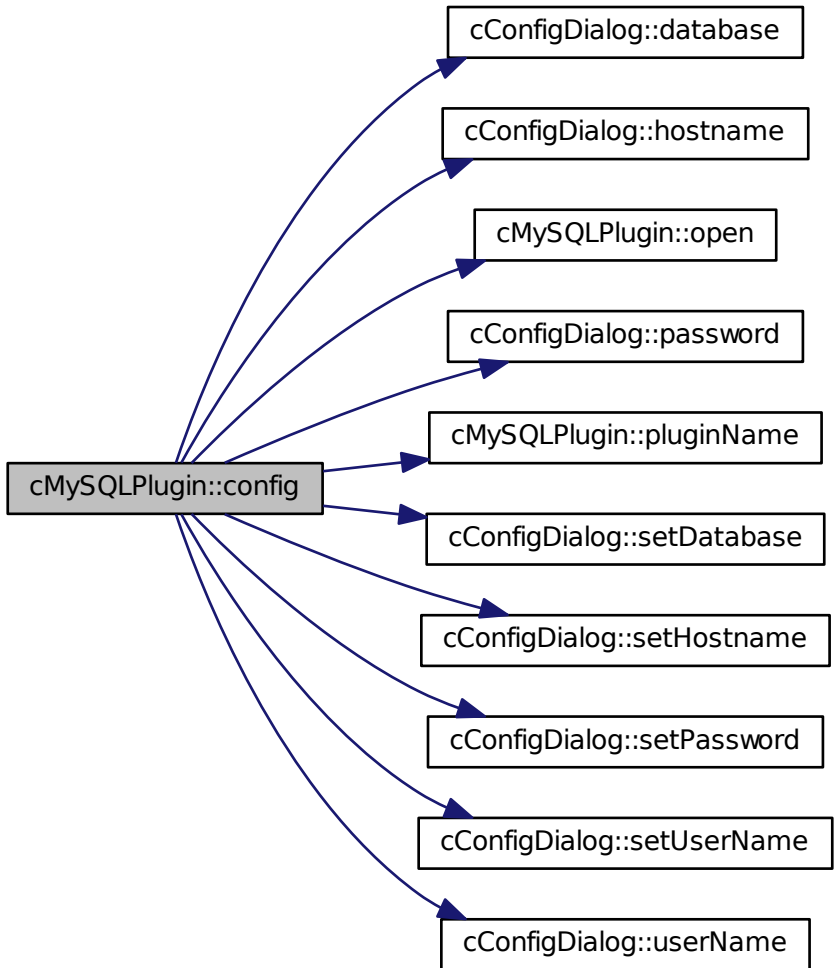 cConfigDialog::database
cConfigDialog::hostname
cMySQLPlugin::open
cConfigDialog::password
cMySQLPlugin::pluginName
cMySQLPlugin::config
cConfigDialog::setDatabase
cConfigDialog::setHostname
cConfigDialog::setPassword
cConfigDialog::setUserName
cConfigDialog::userName